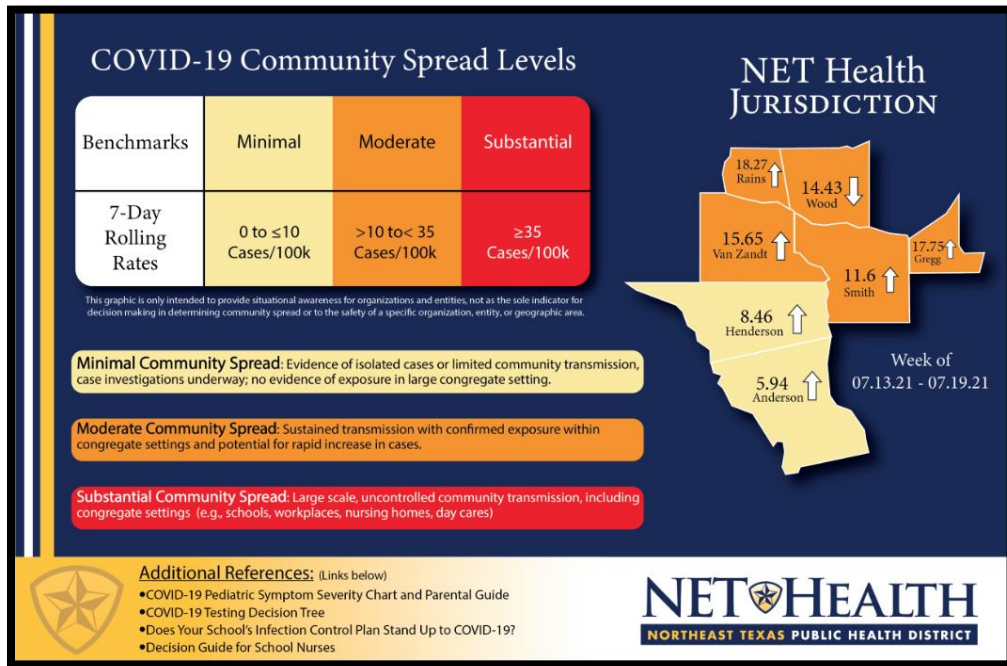 COVID-19 Community Spread Levels
Benchmarks
Minimal
Moderate
Substantial
7-Day
Rolling
Rates
0 to ≤10
Cases/100k
>10 to< 35
Cases/100k
≥35
Cases/100k
This graphic is only intended to provide situational awareness for organizations and entities, not as the sole indicator for
decision making in determining community spread or to the safety of a specific organization, entity, or geographic area.
Minimal Community Spread: Evidence of isolated cases or limited community transmission,
case investigations underway; no evidence of exposure in large congregate setting.
Moderate Community Spread: Sustained transmission with confirmed exposure within
congregate settings and potential for rapid increase in cases.
Substantial Community Spread: Large scale, uncontrolled community transmission, including
congregate settings (e.g., schools, workplaces, nursing homes, day cares)
NET Health
Jurisdiction
18.27
Rains
14.43
Wood
15.65
Van Zandt
17.75
Gregg
11.6
Smith
8.46
Henderson
5.94
Anderson
Week of
07.13.21 - 07.19.21
Additional References: (Links below)
•COVID-19 Pediatric Symptom Severity Chart and Parental Guide
•COVID-19 Testing Decision Tree
•Does Your School's Infection Control Plan Stand Up to COVID-19?
•Decision Guide for School Nurses
NET HEALTH
NORTHEAST TEXAS PUBLIC HEALTH DISTRICT